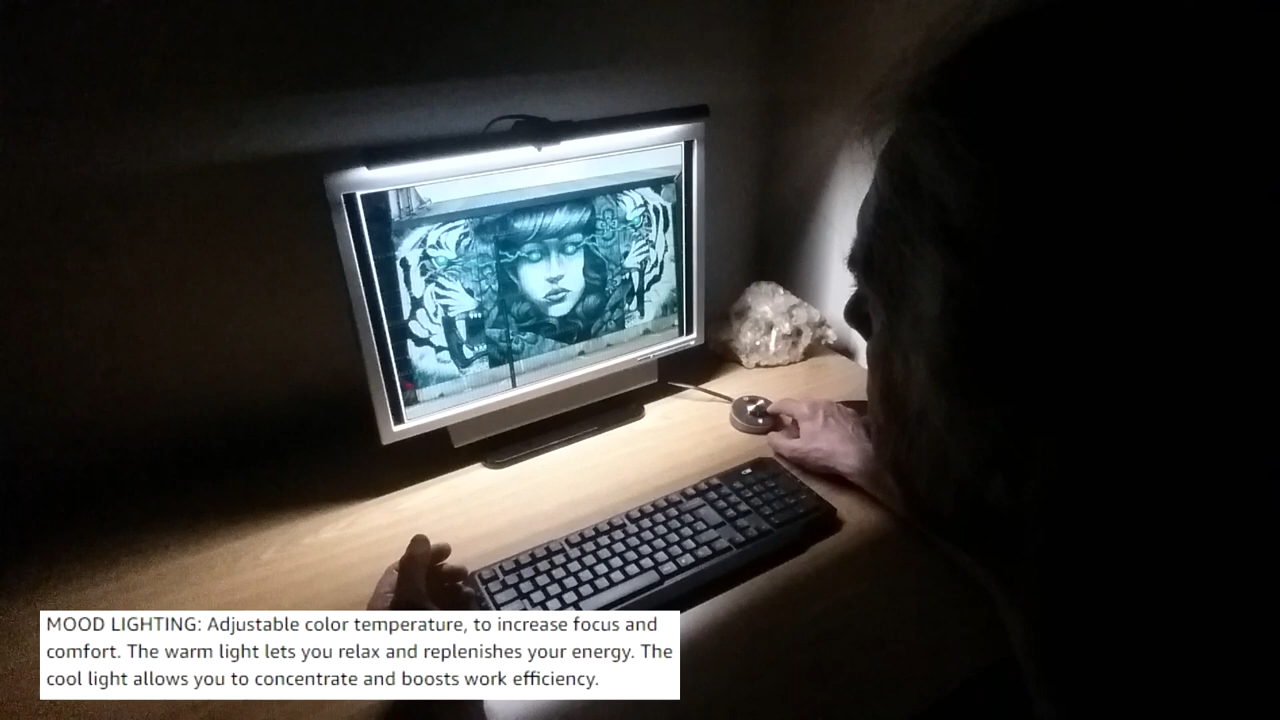 MOOD LIGHTING: Adjustable color temperature, to increase focus and
comfort. The warm light lets you relax and replenishes your energy. The
cool light allows you to concentrate and boosts work efficiency.